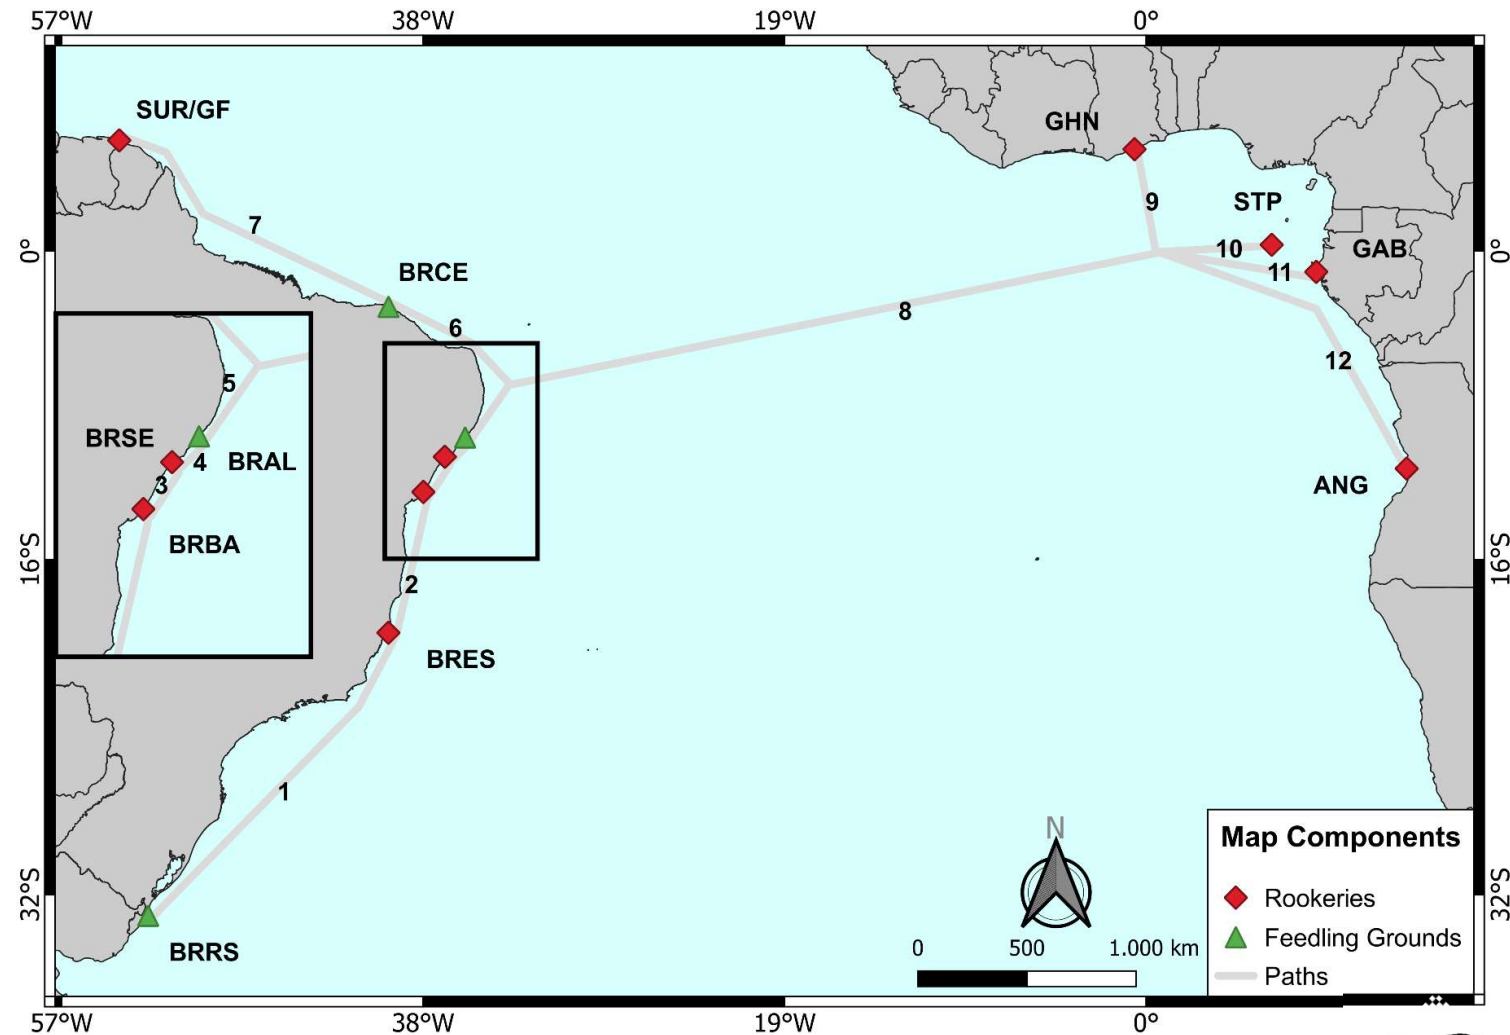 57°W 38°W 19°W 0°
SUR/GF
GHN
9
STP
7
0°
10
GAB
0°
BRCE
11
8
6
12
5
BRSE
4
BRAL
3
ANG
BRBA
16°S
2
16°S
BRES
1
N
Map Components
Rookeries
32°S
32°S
Feedling Grounds
0 500 1.000 km
BRRS
Paths
57°W 38°W 19°W 0°